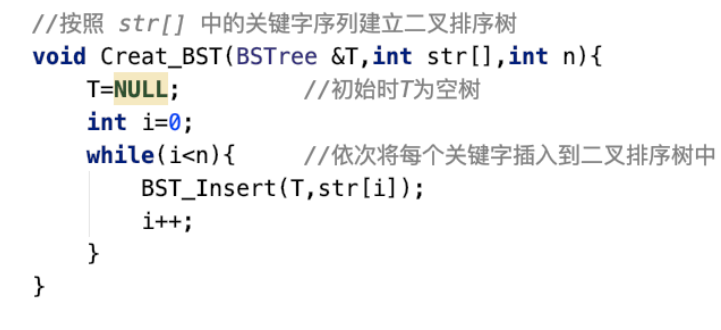 //按照 str[] 中的关键字序列建立二叉排序树
void Creat_BST(BSTree &T,int str[],int n){
    T=NULL;         //初始时T为空树
    int i=0;
    while(i<n){     //依次将每个关键字插入到二叉排序树中
        BST_Insert(T,str[i]);
        i++;
    }
}